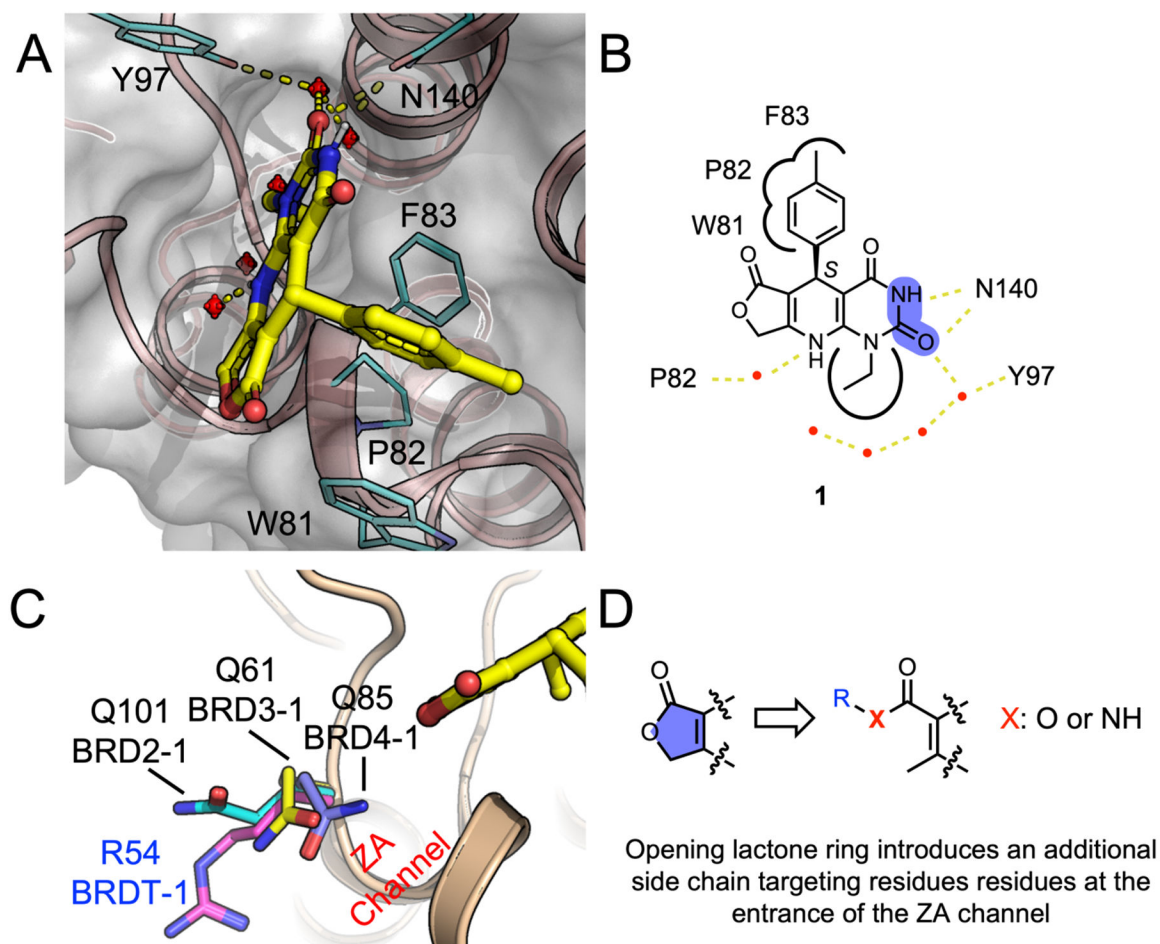 A
Y97
N140
F83
P82
W81
B
F83
P82
W81
O
O
S
O
NH
N140
N
H
N
O
P82
Y97
1
C
Q61
BRD3-1
Q85
BRD4-1
Q101
BRD2-1
R54
BRDT-1
ZA
Channel
D
O
O
R
X
O
X: O or NH
Opening lactone ring introduces an additional
side chain targeting residues residues at the
entrance of the ZA channel